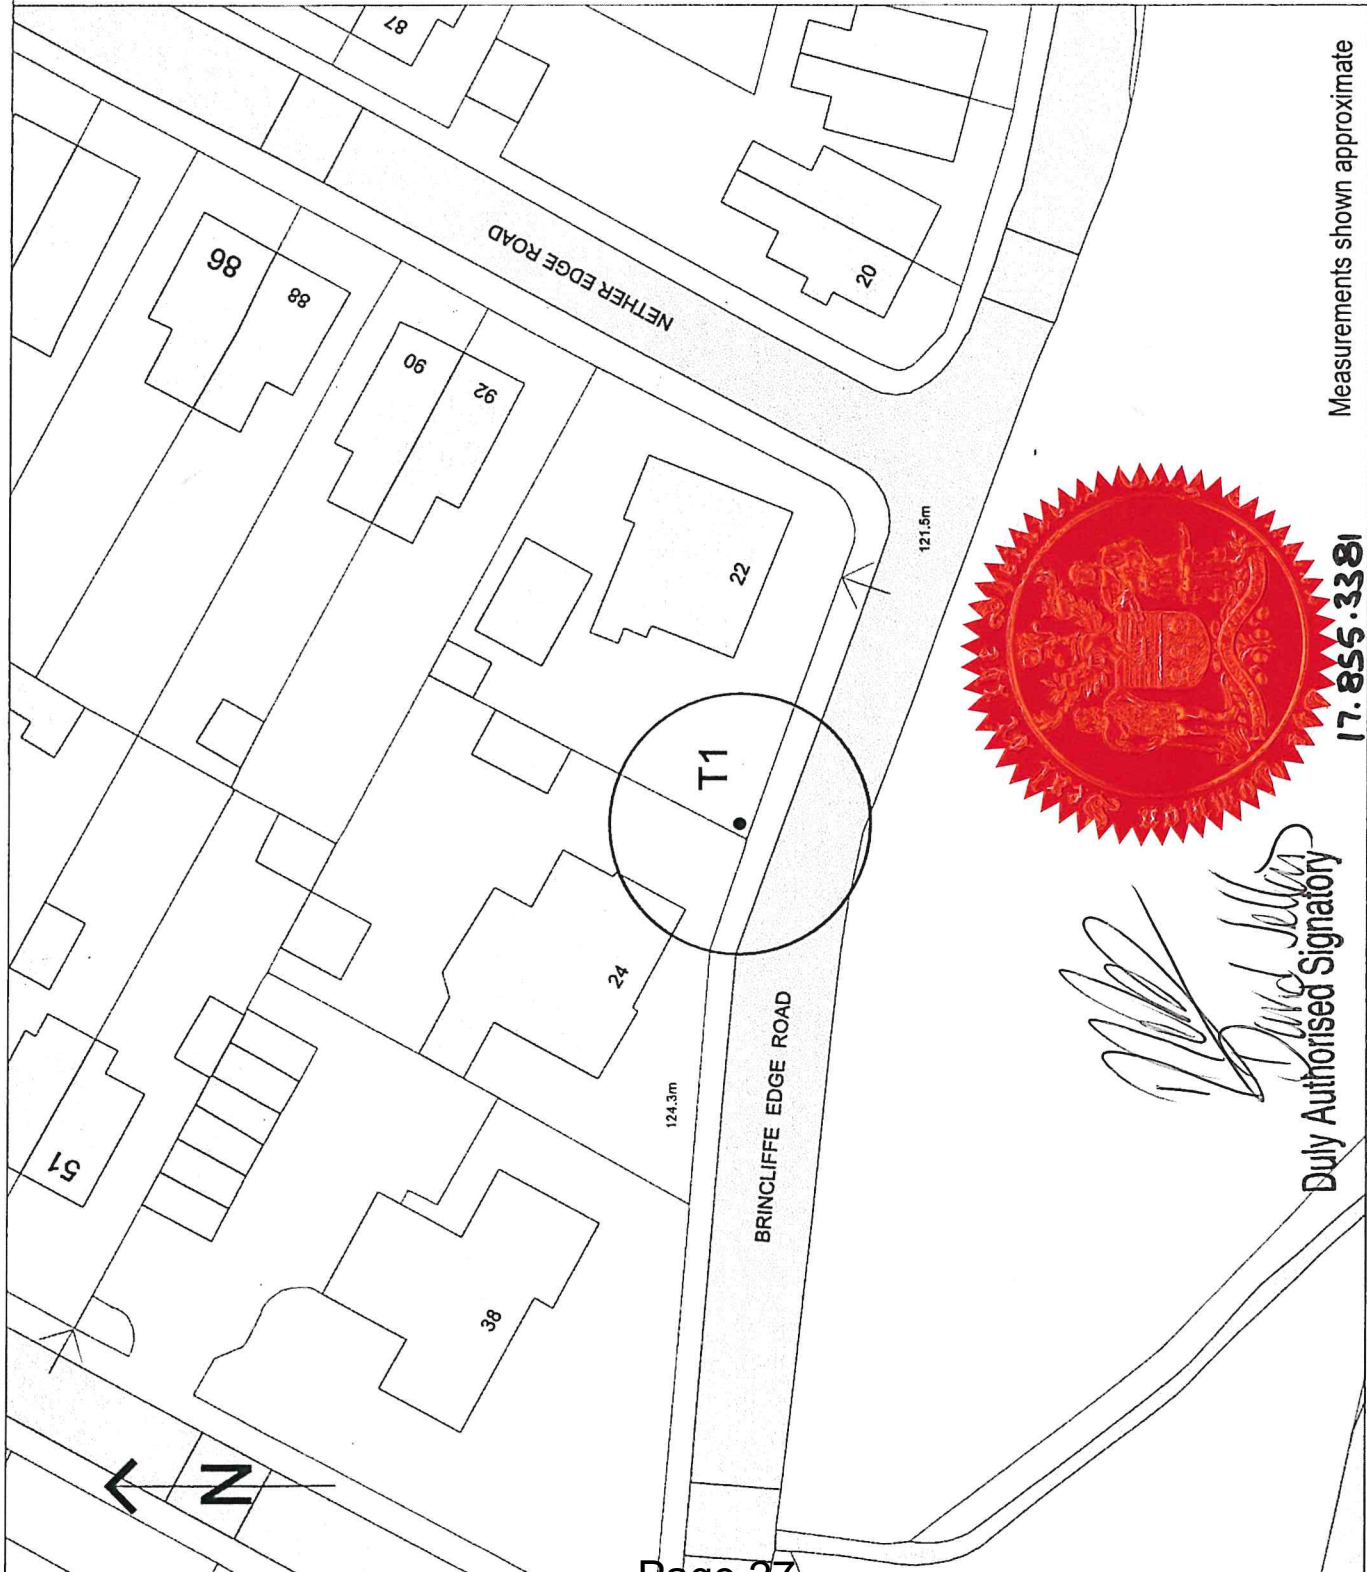 87
86
88
NETHER EDGE ROAD
90
92
20
22
121.5m
T1
24
51
124.3m
BRINCLIFFE EDGE ROAD
38
N
Measurements shown approximate
17.855.3381
Duly Authorised Signatory
Page 27